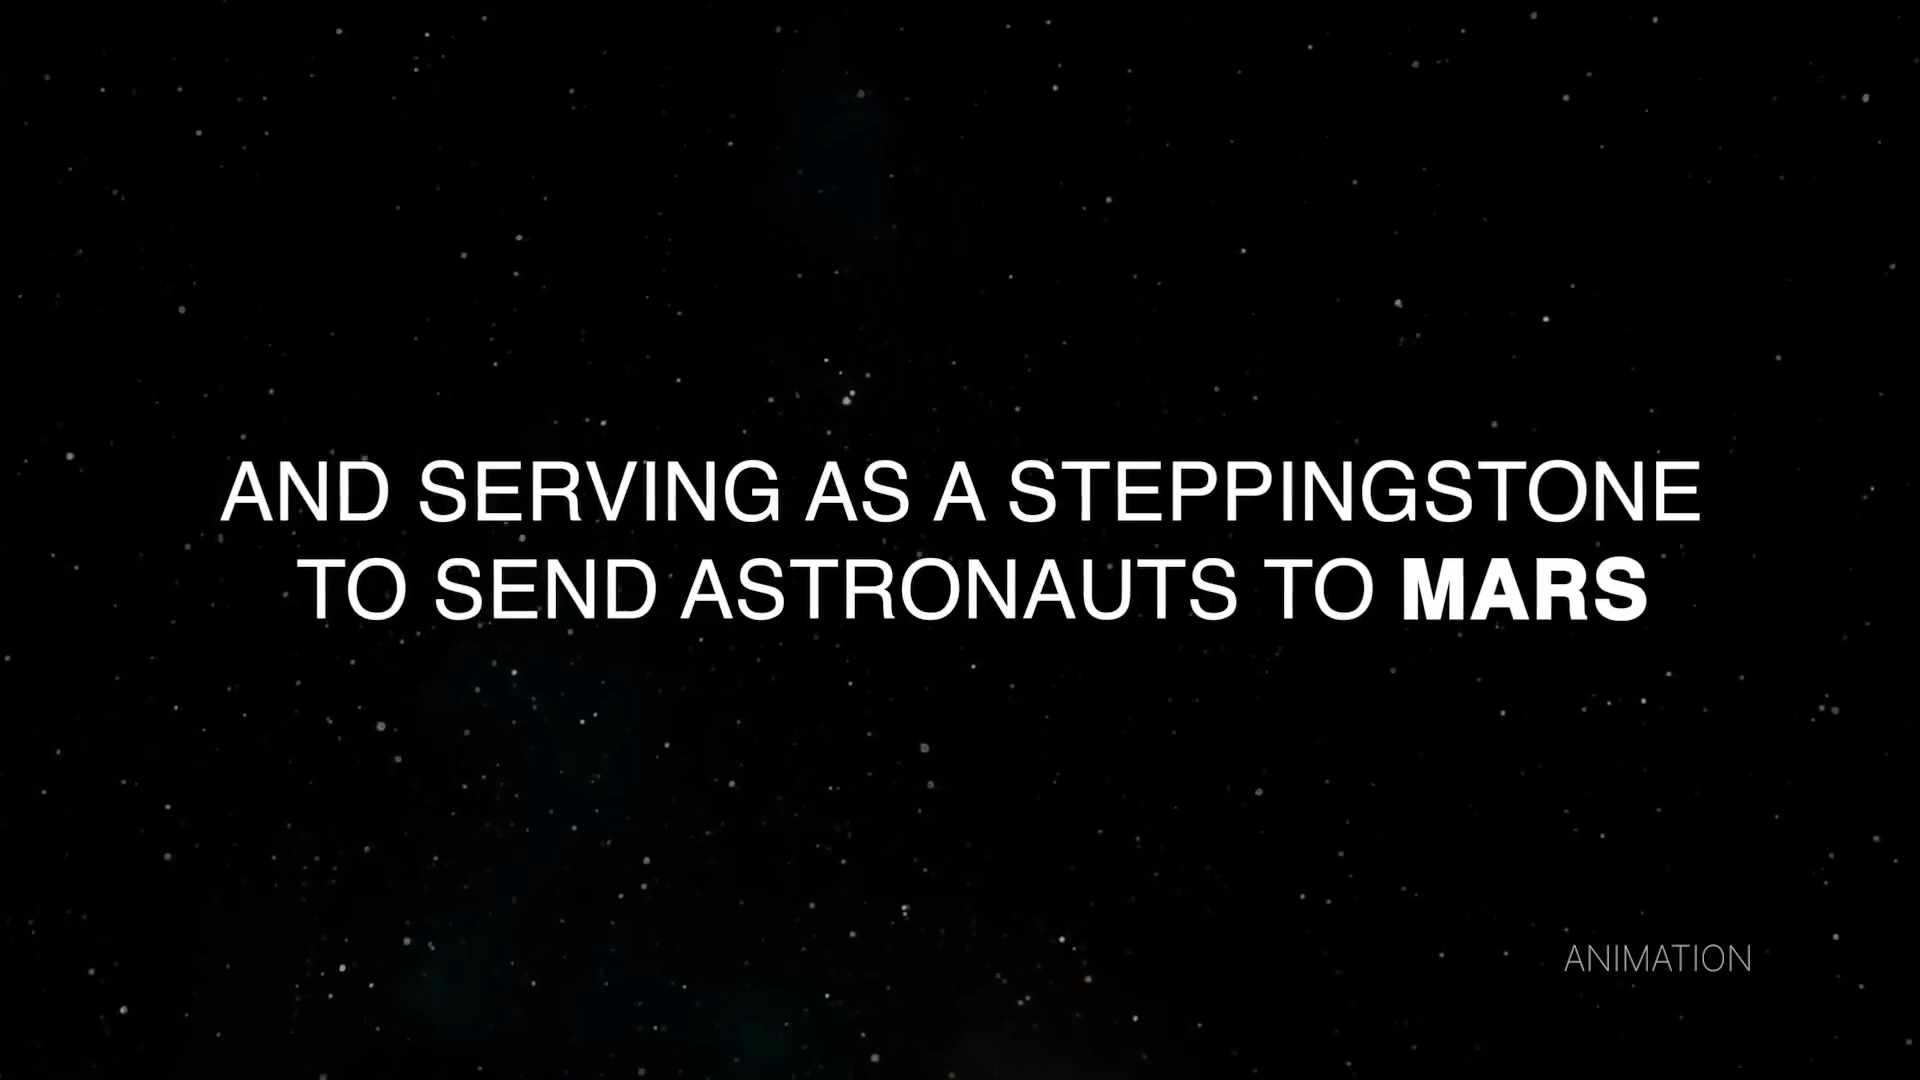 AND SERVING AS A STEPPINGSTONE
TO SEND ASTRONAUTS TO MARS
ANIMATION